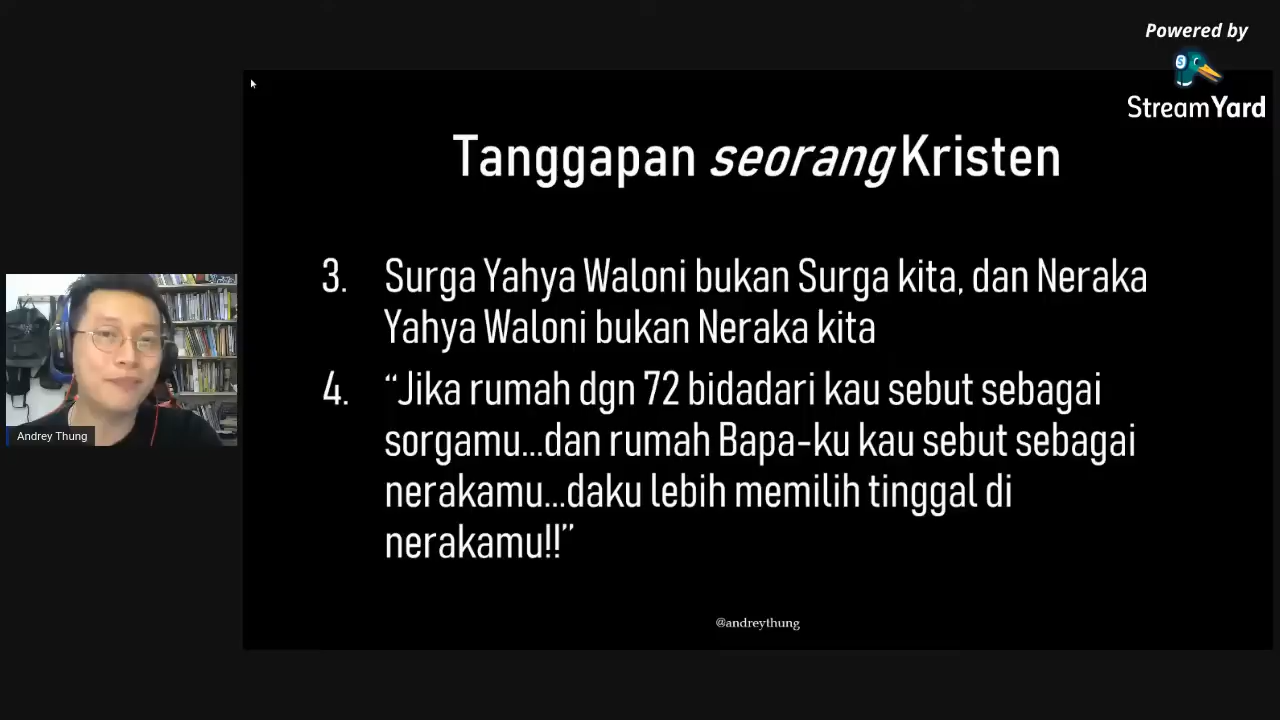 Powered by
StreamYard
Tanggapan seorang Kristen
3. Surga Yahya Waloni bukan Surga kita, dan Neraka
Yahya Waloni bukan Neraka kita
4. “Jika rumah dgn 72 bidadari kau sebut sebagai
sorgamu...dan rumah Bapa-ku kau sebut sebagai
nerakamu...daku lebih memilih tinggal di
nerakamu!!”
Andrey Thung
@andreythung